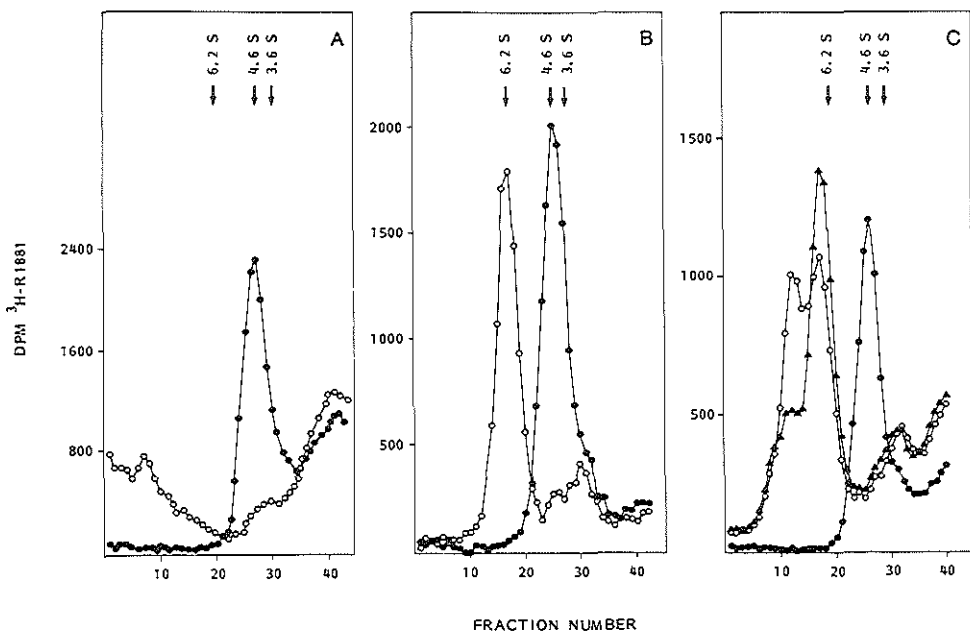 A
6.2 S
4.6 S
3.6 S
B
6.2 S
4.6 S
3.6 S
C
6.2 S
4.6 S
3.6 S
DPM ³H-R1881
2400
1600
800
10 20 30 40
2000
1500
1000
500
10 20 30 40
1500
1000
500
10 20 30 40
FRACTION NUMBER